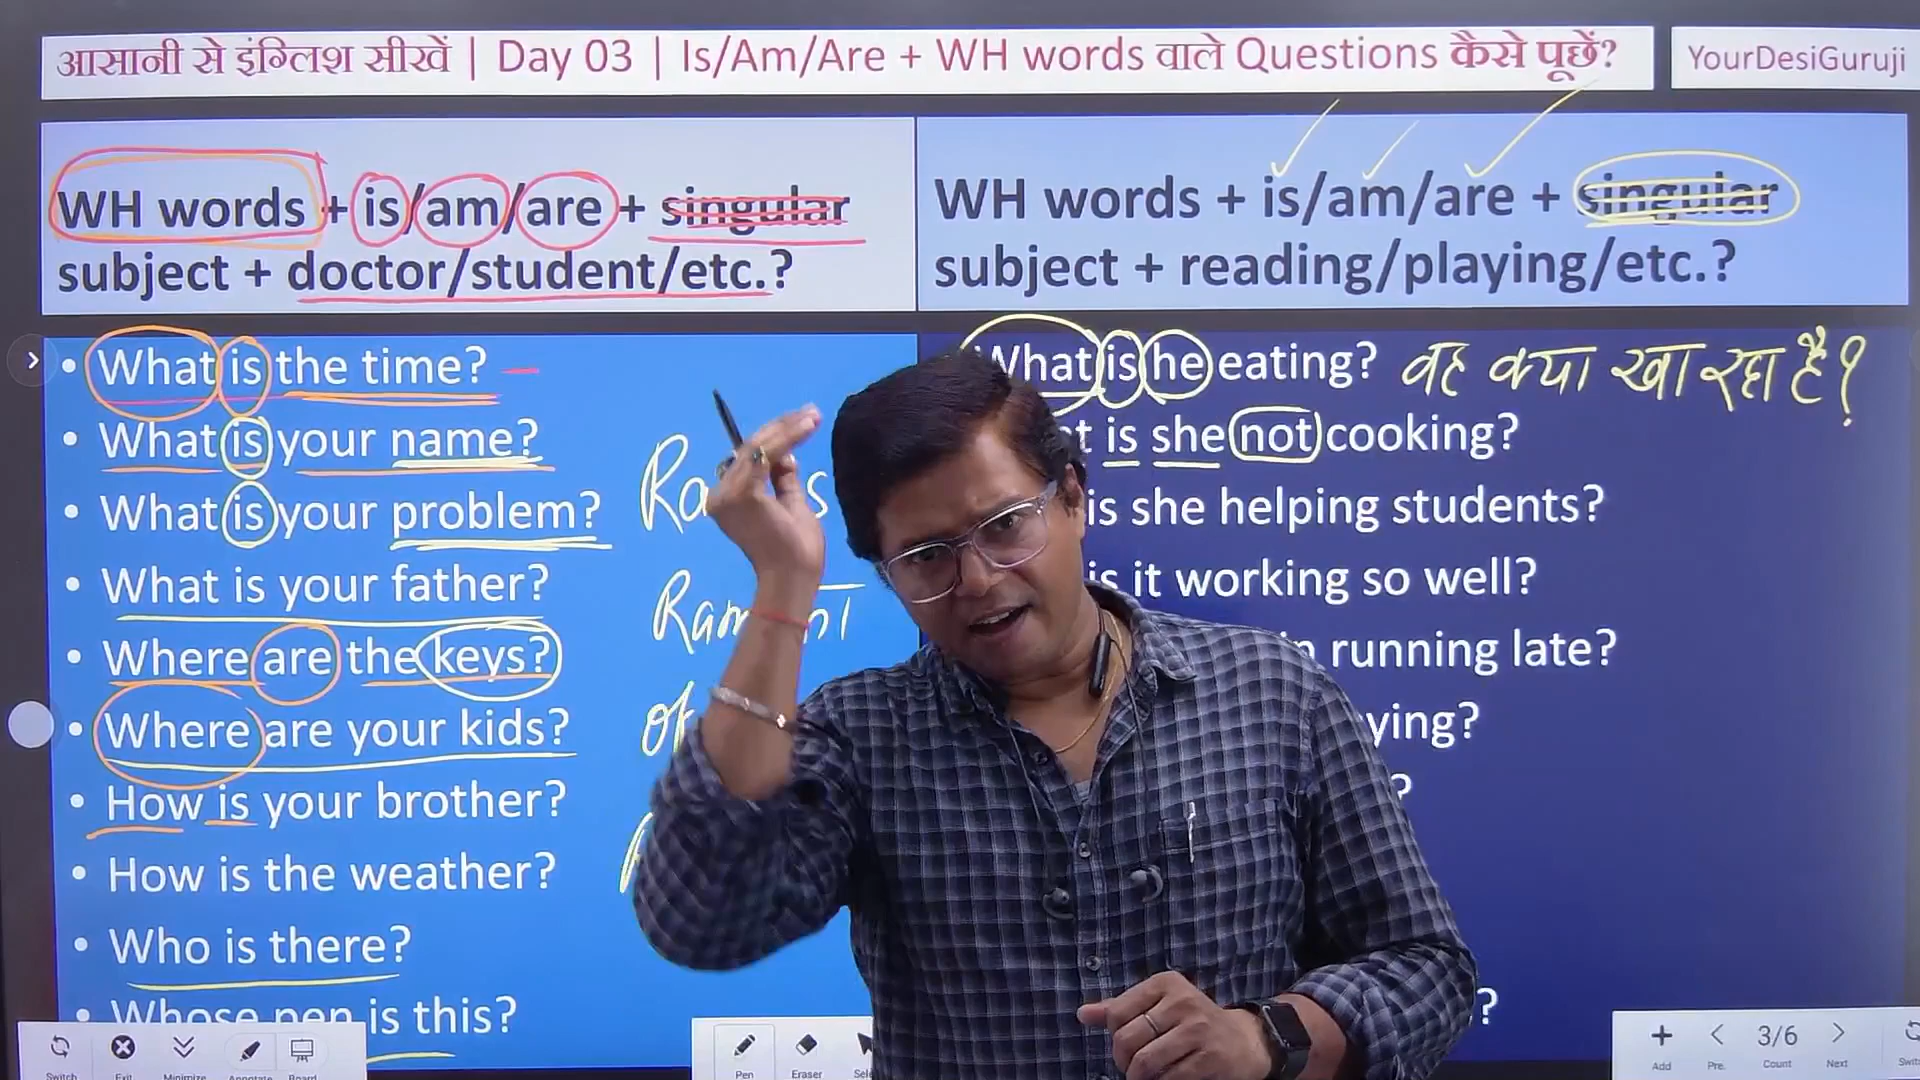 आसानी से इंग्लिश सीखें | Day 03 | Is/Am/Are + WH words वाले Questions कैसे पूछें?
YourDesiGuruji
WH words + is/am/are + singular
subject + doctor/student/etc.?
• What is the time?
• What is your name?
• What is your problem?
• What is your father?
• Where are the keys?
• Where are your kids?
• How is your brother?
• How is the weather?
• Who is there?
• Whose pen is this?
of
WH words + is/am/are + singular
subject + reading/playing/etc.?
What is he eating? वह क्या खा रहा है?
is she not cooking?
is she helping students?
is it working so well?
running late?
?
?
Switch Exit Minimize Annotate Board
Pen Eraser
Add Pre. 3/6 Count Next